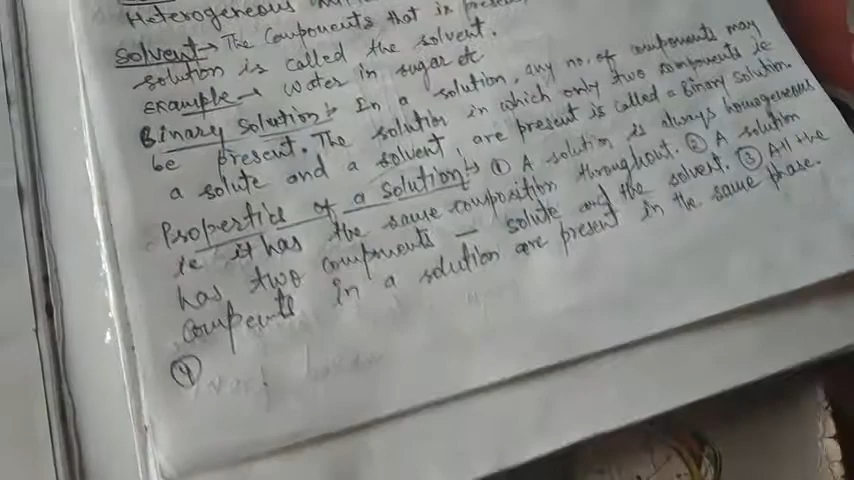 Heterogeneous
Solvent → The Components that is present
solution is called the solvent.
Example → Water in sugar etc
Binary Solution :- In a solution, any no. of components may
be present. The solution in which only two components ie
a solute and a solvent, are present is called a Binary Solution.
Properties of a solution :- ① A solution is always homogeneous
ie it has the same composition throughout. ② A solution
has two components — solute and the solvent. ③ All the
components in a solution are present in the same phase.
④